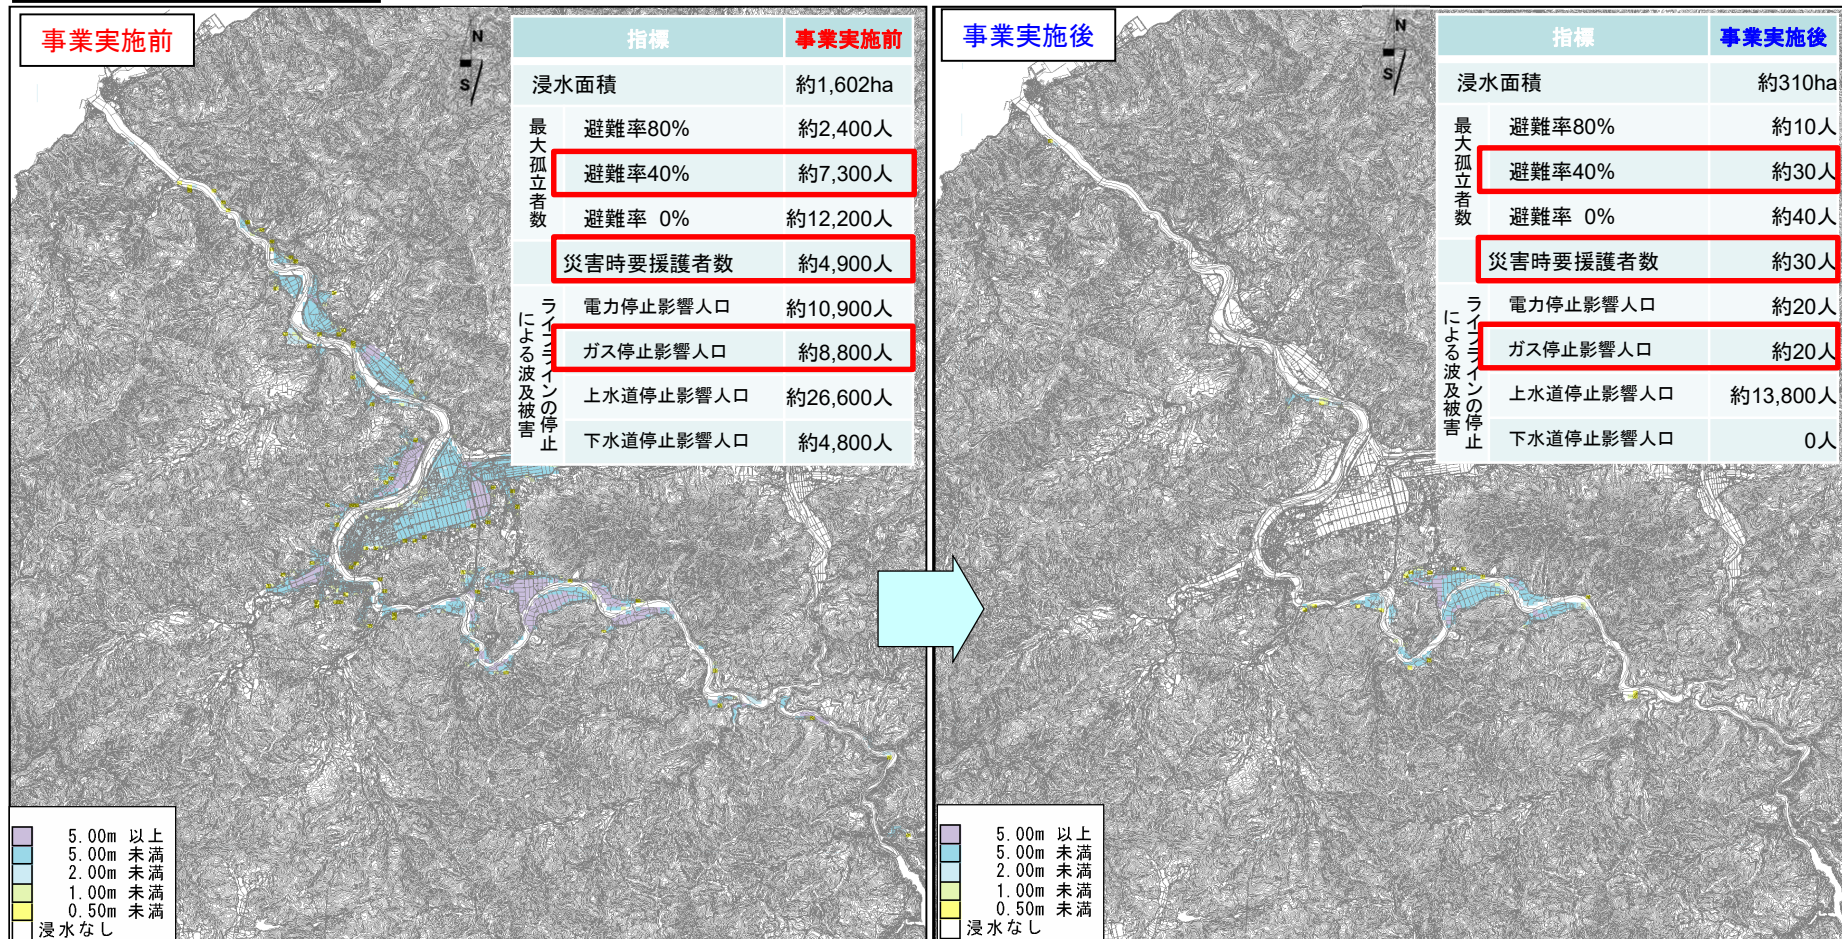 事業実施前
N
S
指標 事業実施前
浸水面積 約1,602ha
最大孤立者数
避難率80% 約2,400人
避難率40% 約7,300人
避難率 0% 約12,200人
災害時要援護者数 約4,900人
ライフラインの停止
による波及被害
電力停止影響人口 約10,900人
ガス停止影響人口 約8,800人
上水道停止影響人口 約26,600人
下水道停止影響人口 約4,800人
5.00m 以上
5.00m 未満
2.00m 未満
1.00m 未満
0.50m 未満
浸水なし
事業実施後
N
S
指標 事業実施後
浸水面積 約310ha
最大孤立者数
避難率80% 約10人
避難率40% 約30人
避難率 0% 約40人
災害時要援護者数 約30人
ライフラインの停止
による波及被害
電力停止影響人口 約20人
ガス停止影響人口 約20人
上水道停止影響人口 約13,800人
下水道停止影響人口 0人
5.00m 以上
5.00m 未満
2.00m 未満
1.00m 未満
0.50m 未満
浸水なし